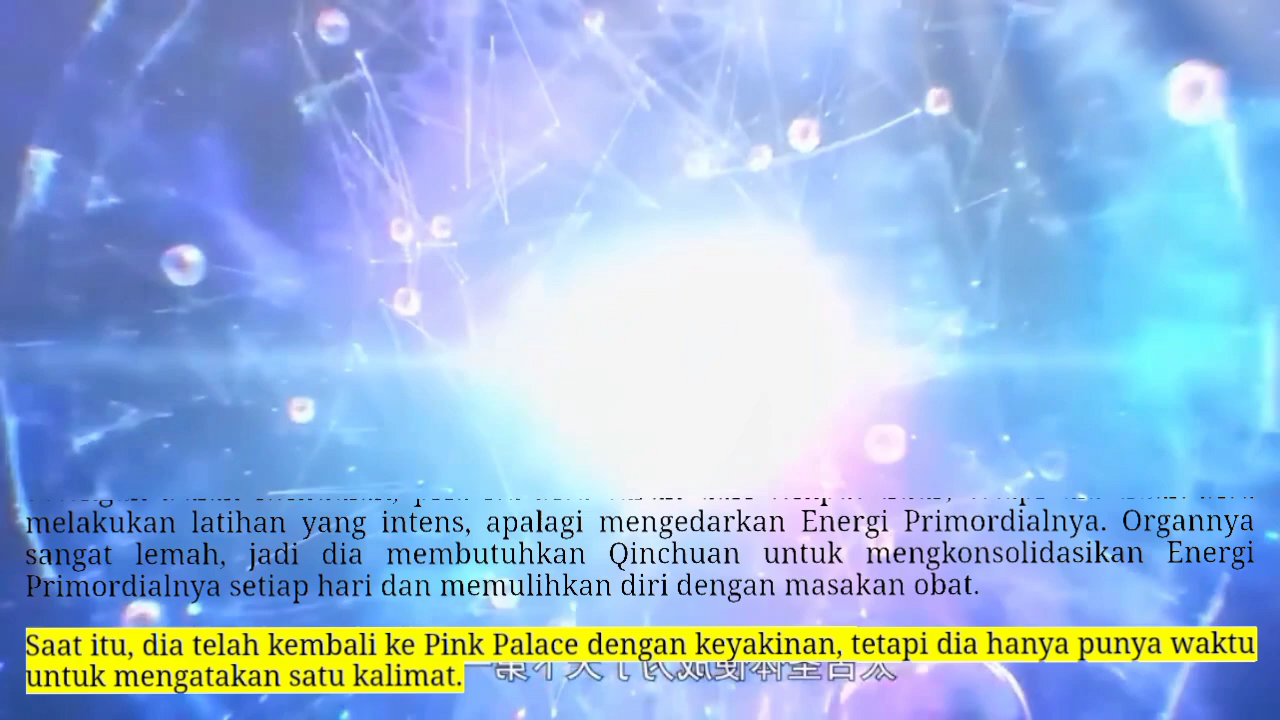 melakukan latihan yang intens, apalagi mengedarkan Energi Primordialnya. Organnya
sangat lemah, jadi dia membutuhkan Qinchuan untuk mengkonsolidasikan Energi
Primordialnya setiap hari dan memulihkan diri dengan masakan obat.
Saat itu, dia telah kembali ke Pink Palace dengan keyakinan, tetapi dia hanya punya waktu
untuk mengatakan satu kalimat.